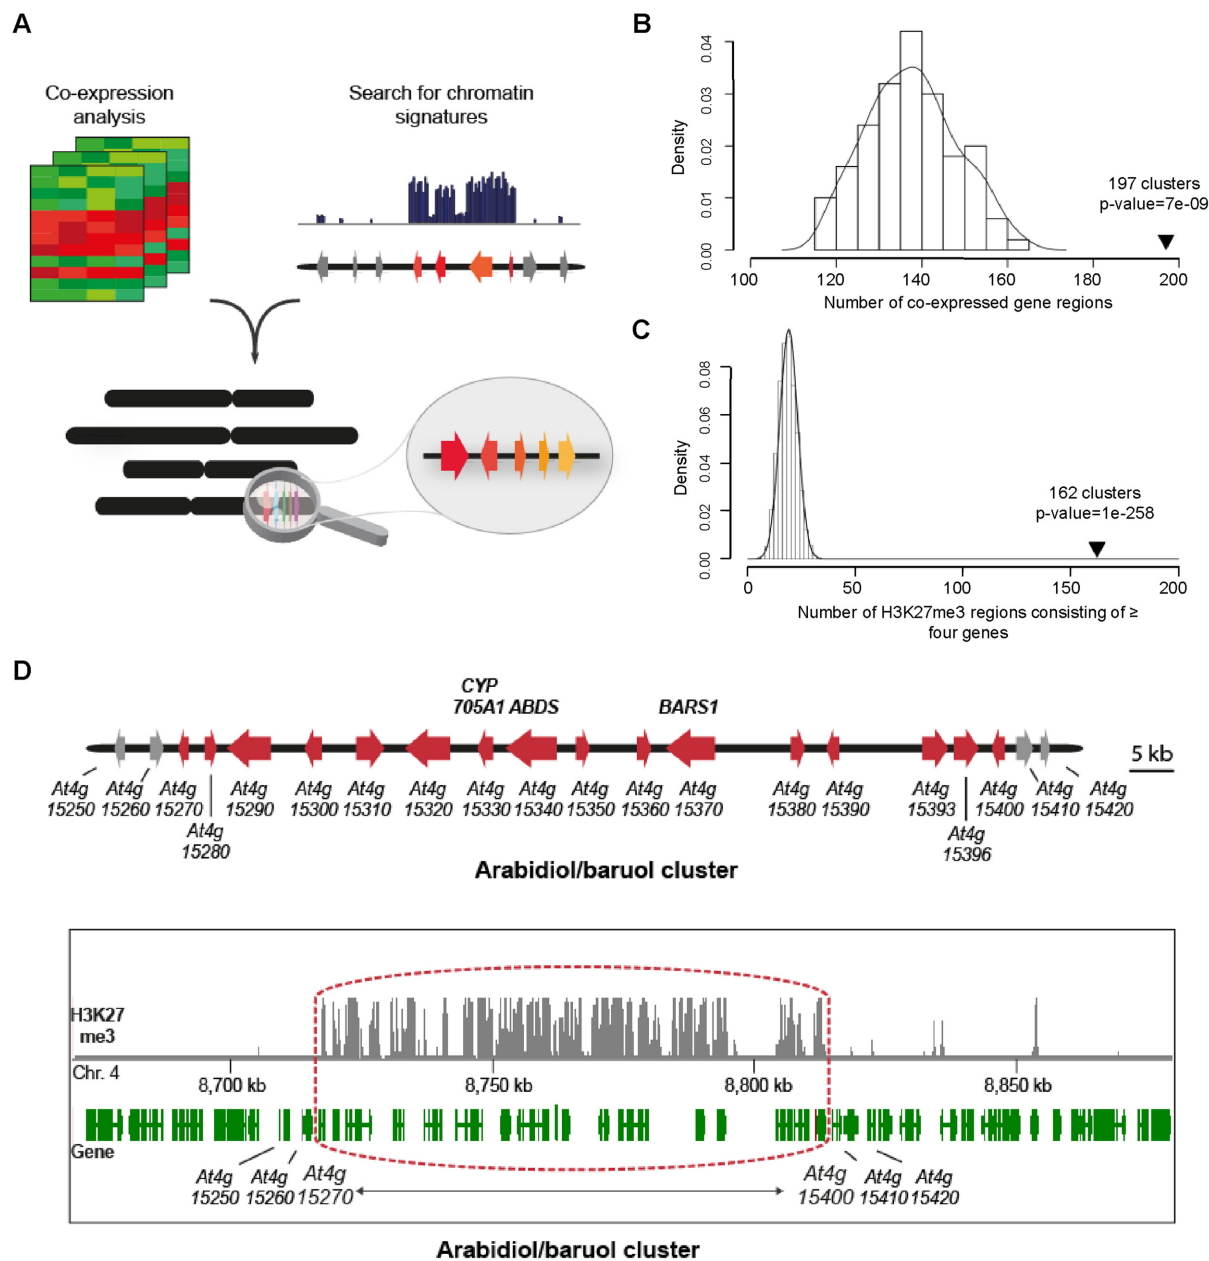 A
Co-expression
analysis
Search for chromatin
signatures
B
Density
0.04
0.03
0.02
0.01
0.00
197 clusters
p-value=7e-09
100 120 140 160 180 200
Number of co-expressed gene regions
C
Density
0.08
0.06
0.04
0.02
0.00
162 clusters
p-value=1e-258
0 50 100 150 200
Number of H3K27me3 regions consisting of ≥
four genes
D
CYP
705A1 ABDS BARS1
5 kb
At4g At4g At4g At4g At4g At4g At4g At4g At4g At4g At4g At4g At4g At4g At4g At4g At4g At4g
15250 15260 15270 15290 15300 15310 15320 15330 15340 15350 15360 15370 15380 15390 15393 15400 15410 15420
At4g At4g
15280 15396
Arabidiol/baruol cluster
H3K27
me3
Chr. 4
8,700 kb 8,750 kb 8,800 kb 8,850 kb
Gene
At4g At4g At4g At4g At4g At4g
15250 15260 15270 15400 15410 15420
Arabidiol/baruol cluster